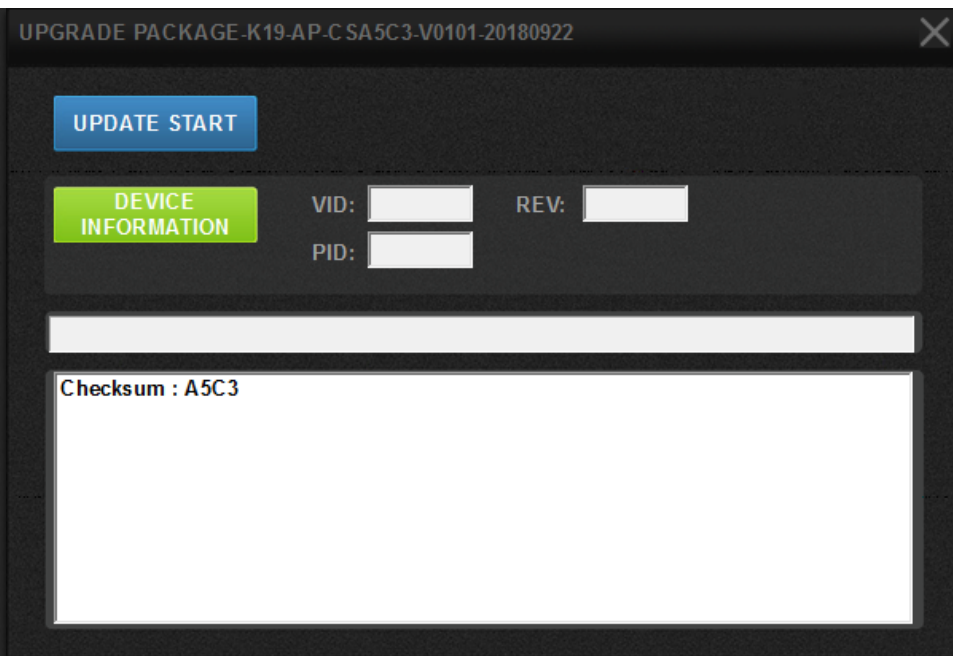 UPGRADE PACKAGE-K19-AP-CSA5C3-V0101-20180922
UPDATE START
DEVICE
INFORMATION
VID:
REV:
PID:
Checksum : A5C3